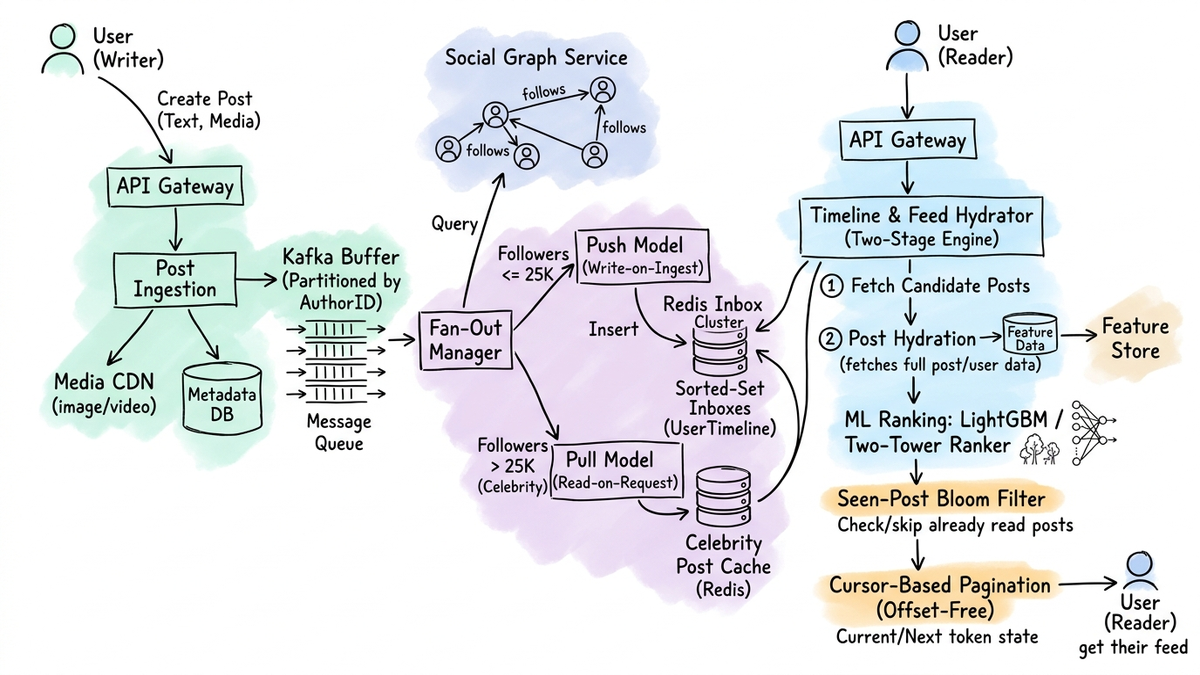 User
(Writer)
Create Post
(Text, Media)
API Gateway
Post
Ingestion
Media CDN
(image/video)
Metadata
DB
Kafka Buffer
(Partitioned by
AuthorID)
Message
Queue
Social Graph Service
follows
follows
follows
Query
Fan-Out
Manager
Followers
<= 25K
Push Model
(Write-on-Ingest)
Insert
Redis Inbox
Cluster
Sorted-Set
Inboxes
(UserTimeline)
Followers
> 25K
(Celebrity)
Pull Model
(Read-on-Request)
Celebrity
Post Cache
(Redis)
User
(Reader)
API Gateway
Timeline & Feed Hydrator
(Two-Stage Engine)
1 Fetch Candidate Posts
2 Post Hydration
(fetches full post/user data)
Feature
Data
Feature
Store
ML Ranking: LightGBM /
Two-Tower Ranker
Seen-Post Bloom Filter
Check/skip already read posts
Cursor-Based Pagination
(Offset-Free)
Current/Next token state
User
(Reader)
get their feed